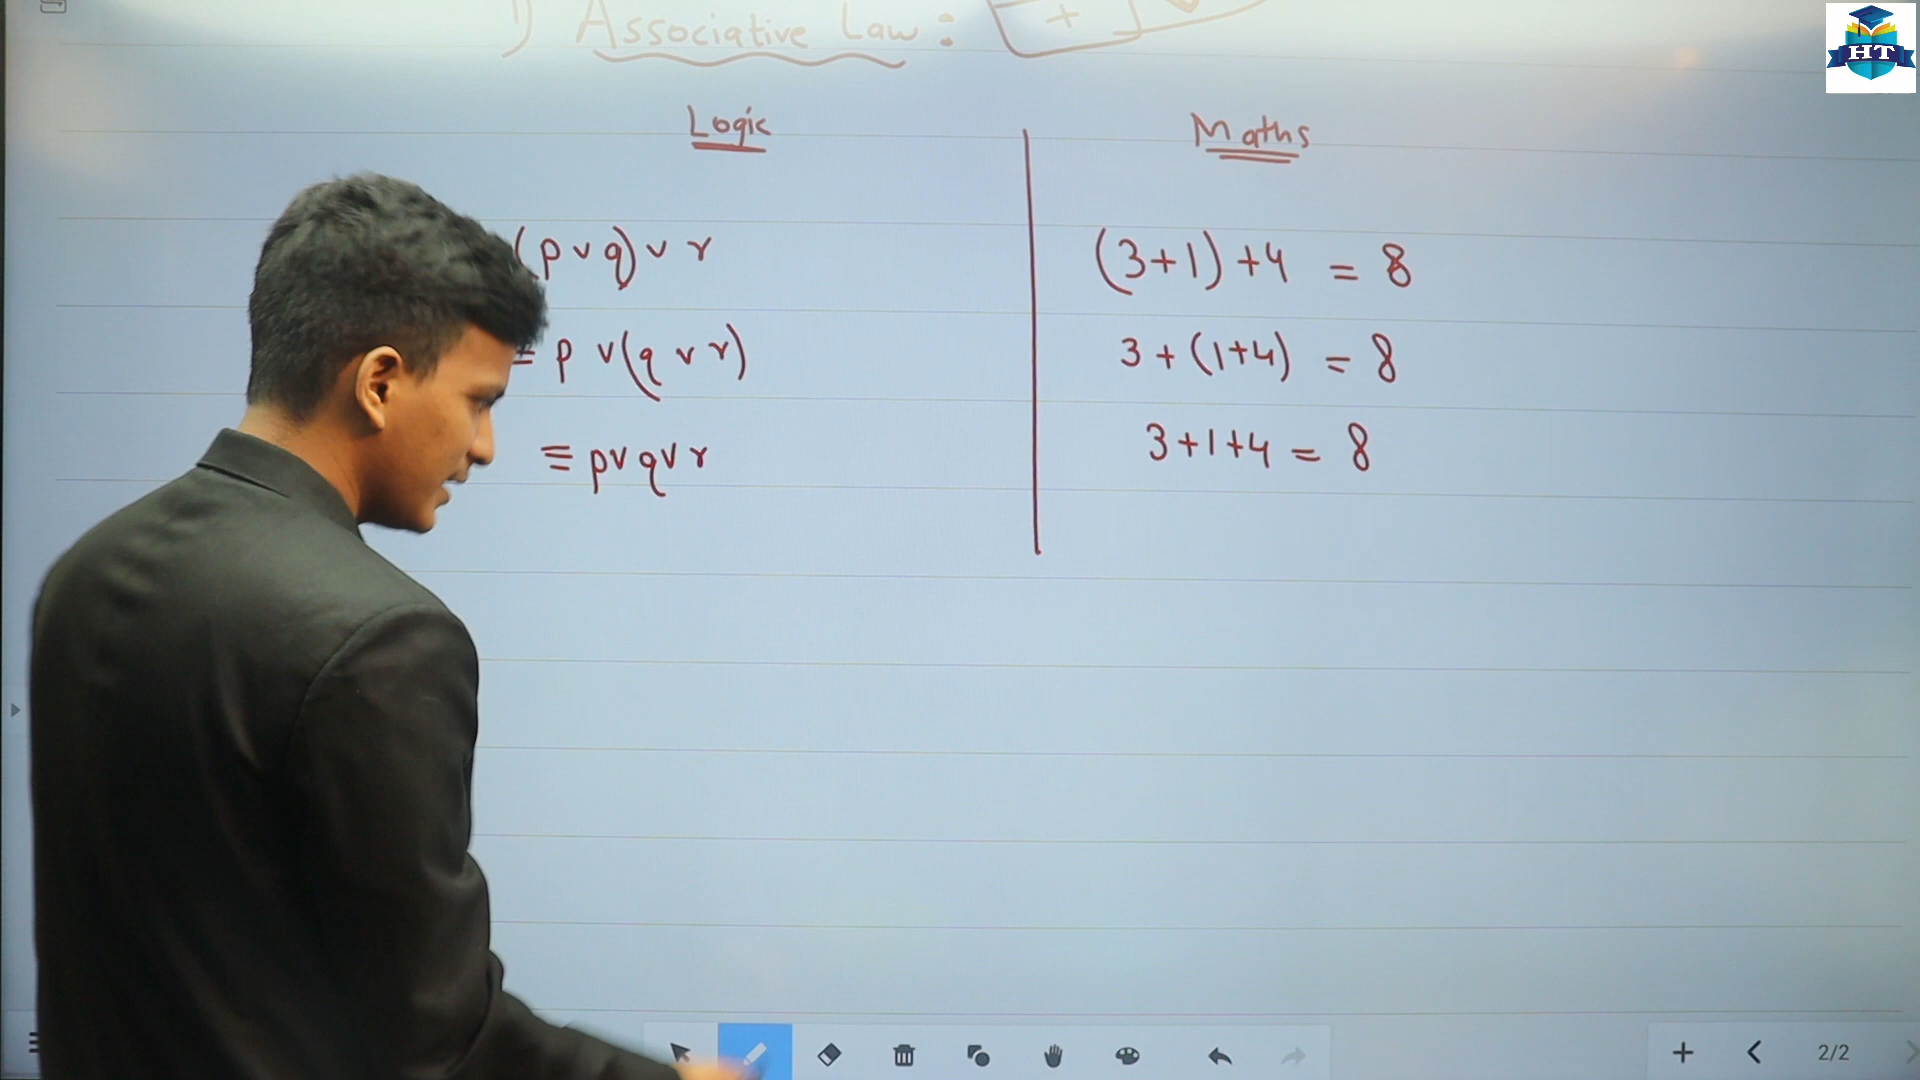 1) Associative Law : +
Logic
(p ∨ q) ∨ r
≡ p ∨ (q ∨ r)
≡ p ∨ q ∨ r
Maths
(3+1)+4 = 8
3+(1+4) = 8
3+1+4 = 8
HT
2/2